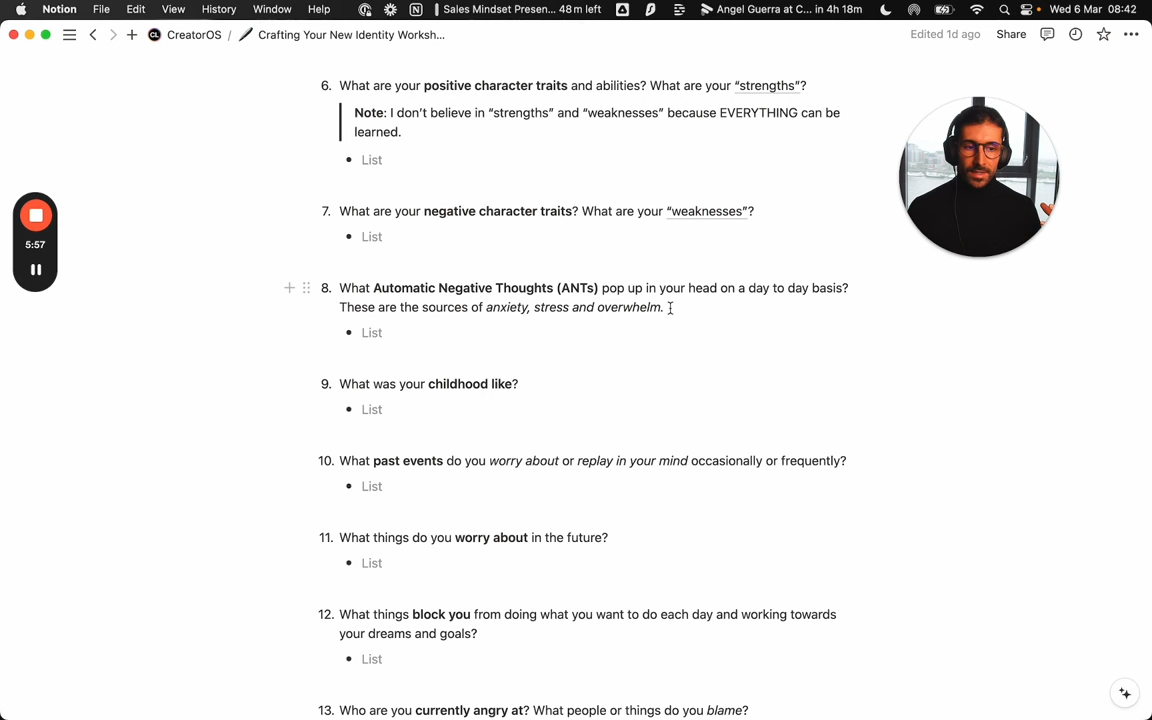 Notion File Edit View History Window Help Sales Mindset Presen... 48 m left Angel Guerra at C... in 4h 18m Wed 6 Mar 08:42
CL CreatorOS / Crafting Your New Identity Worksh... Edited 1d ago Share
6. What are your positive character traits and abilities? What are your “strengths”?
Note: I don’t believe in “strengths” and “weaknesses” because EVERYTHING can be
learned.
• List
7. What are your negative character traits? What are your “weaknesses”?
• List
5:57
8. What Automatic Negative Thoughts (ANTs) pop up in your head on a day to day basis?
These are the sources of anxiety, stress and overwhelm.
• List
9. What was your childhood like?
• List
10. What past events do you worry about or replay in your mind occasionally or frequently?
• List
11. What things do you worry about in the future?
• List
12. What things block you from doing what you want to do each day and working towards
your dreams and goals?
• List
13. Who are you currently angry at? What people or things do you blame?